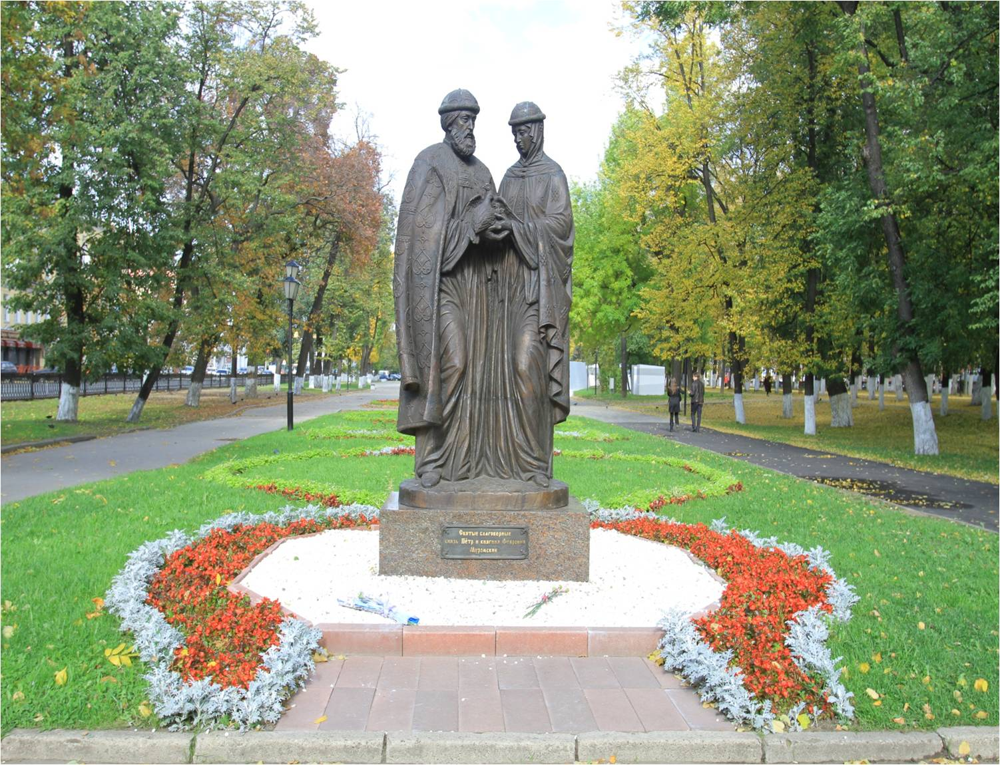 Святые благоверные
князь Пётр и княгиня Феврония
Муромские